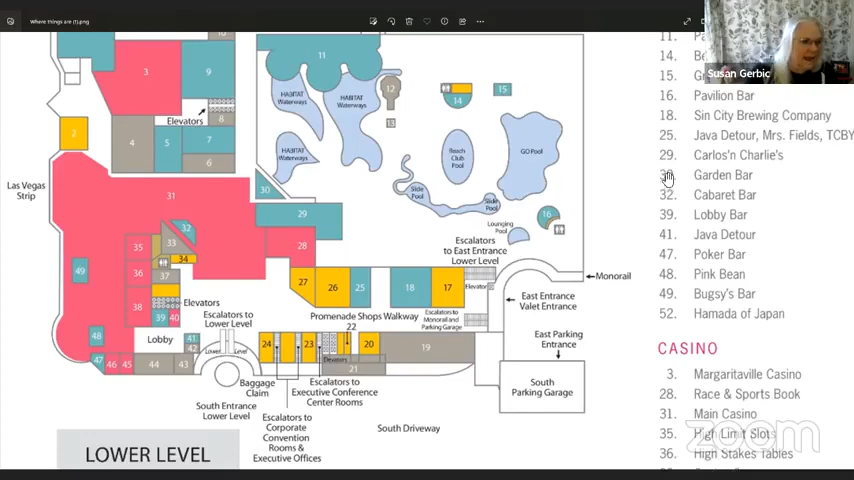 Where things are (1).png
Susan Gerbic
10
11
3
9
HABITAT
Waterways
HABITAT
Waterways
12
14
15
Elevators
8
13
2
4
5
7
6
HABITAT
Waterways
Beach
Club
Pool
GO Pool
Las Vegas
Strip
31
30
Slide
Pool
Slide
Pool
29
16
32
Lounging
Pool
35
33
28
Escalators
to East Entrance
Lower Level
34
49
36
37
27
26
25
18
17
Monorail
Elevator
38
Elevators
East Entrance
Valet Entrance
39
40
Escalators to
Lower Level
Promenade Shops Walkway
22
Escalators to
Monorail and
Parking Garage
48
Lobby
41
42
Lower
Level
24
23
20
19
East Parking
Entrance
47
46
45
44
43
Elevators
21
Baggage
Claim
Escalators to
Executive Conference
Center Rooms
South
Parking Garage
South Entrance
Lower Level
Escalators to
Corporate
Convention
Rooms &
Executive Offices
South Driveway
LOWER LEVEL
11.
14.
15.
16. Pavilion Bar
18. Sin City Brewing Company
25. Java Detour, Mrs. Fields, TCBY
29. Carlos'n Charlie's
Garden Bar
32. Cabaret Bar
39. Lobby Bar
41. Java Detour
47. Poker Bar
48. Pink Bean
49. Bugsy's Bar
52. Hamada of Japan
CASINO
3. Margaritaville Casino
28. Race & Sports Book
31. Main Casino
35. High Limit Slots
36. High Stakes Tables
zoom